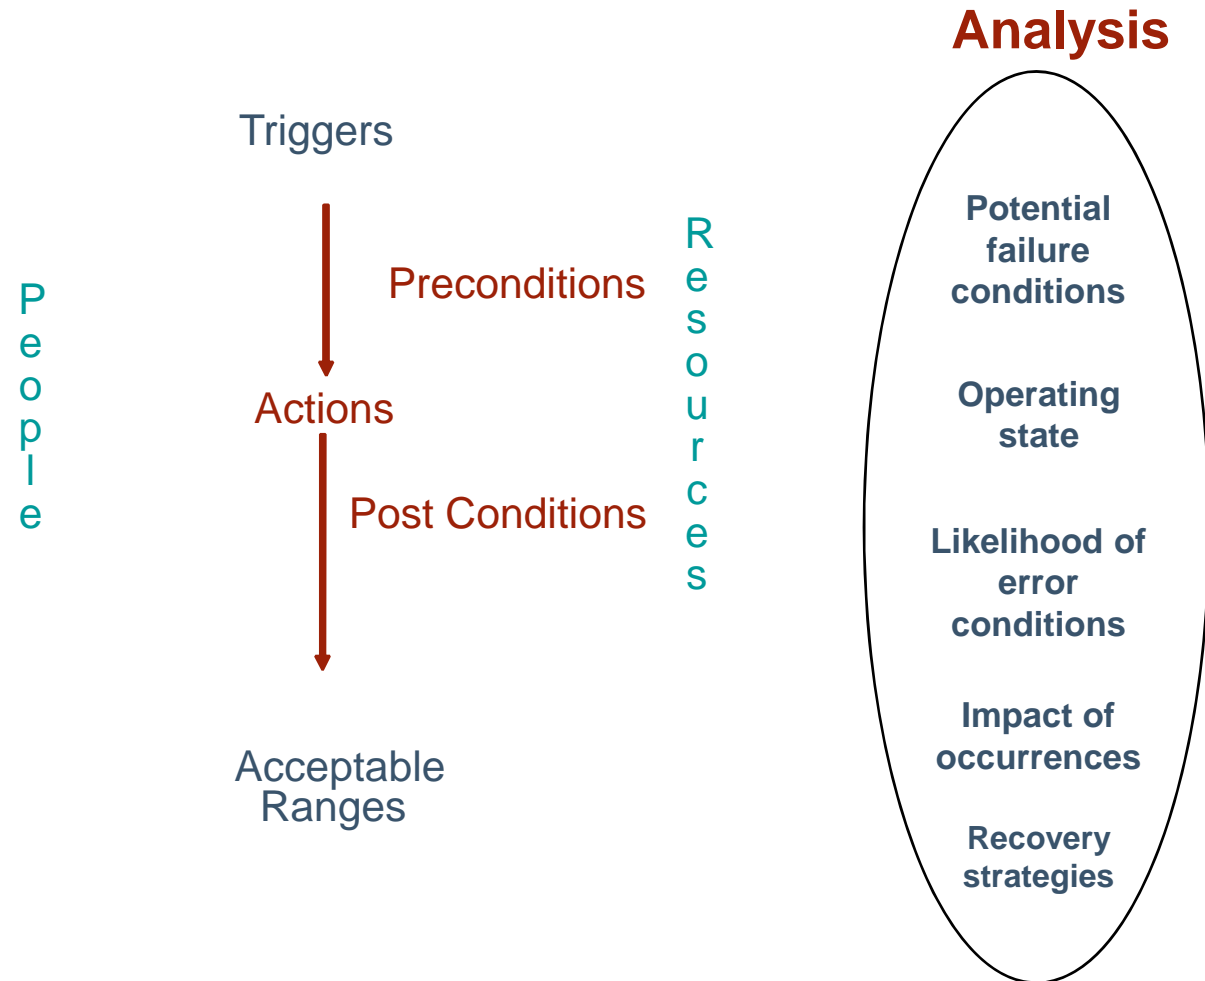 Analysis
Triggers
Preconditions
Actions
Post Conditions
Acceptable
Ranges
People
Resources
Potential
failure
conditions
Operating
state
Likelihood of
error
conditions
Impact of
occurrences
Recovery
strategies